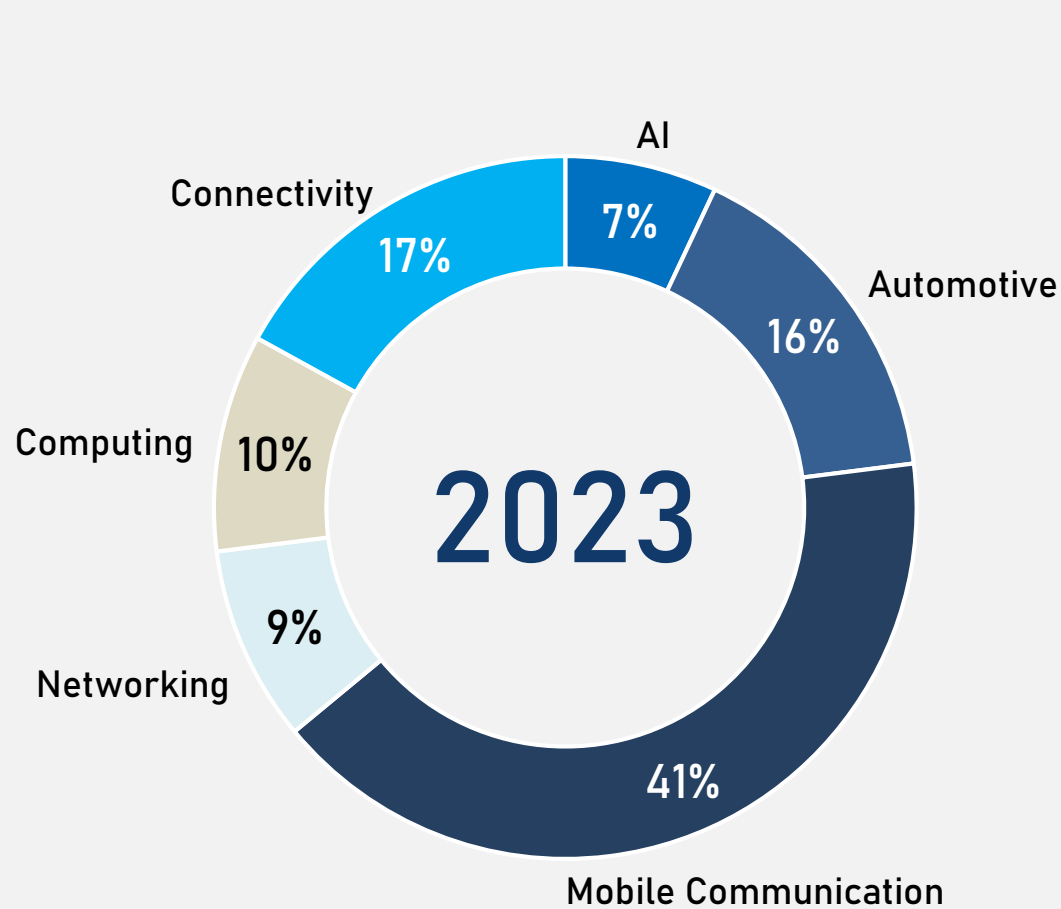 AI
7%
Automotive
16%
Mobile Communication
41%
Networking
9%
Computing
10%
Connectivity
17%
2023